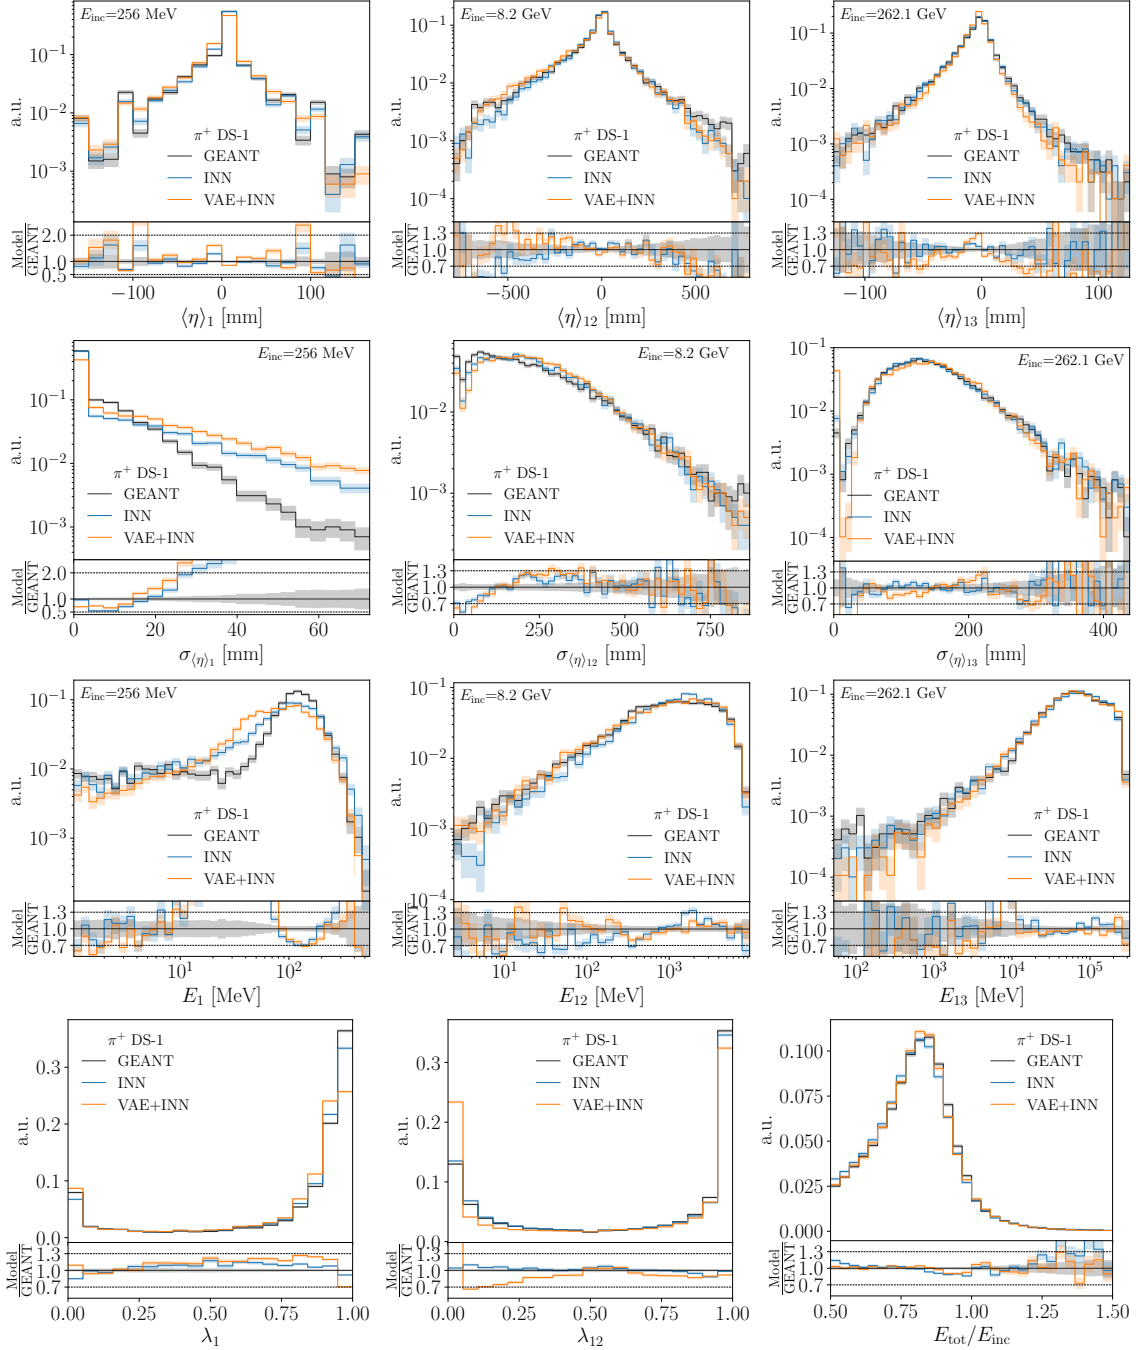 E_inc=256 MeV
10^-1
10^-2
10^-3
a.u.
π+ DS-1
GEANT
INN
VAE+INN
Model
GEANT
2.0
1.0
0.5
−100
0
100
⟨η⟩_1 [mm]
E_inc=8.2 GeV
10^-1
10^-2
10^-3
10^-4
a.u.
π+ DS-1
GEANT
INN
VAE+INN
Model
GEANT
1.3
1.0
0.7
−500
0
500
⟨η⟩_12 [mm]
E_inc=262.1 GeV
10^-1
10^-2
10^-3
10^-4
a.u.
π+ DS-1
GEANT
INN
VAE+INN
Model
GEANT
1.3
1.0
0.7
−100
0
100
⟨η⟩_13 [mm]
E_inc=256 MeV
10^-1
10^-2
10^-3
a.u.
π+ DS-1
GEANT
INN
VAE+INN
Model
GEANT
2.0
1.0
0.5
0
20
40
60
σ_⟨η⟩_1 [mm]
E_inc=8.2 GeV
10^-2
10^-3
a.u.
π+ DS-1
GEANT
INN
VAE+INN
Model
GEANT
1.3
1.0
0.7
0
250
500
750
σ_⟨η⟩_12 [mm]
E_inc=262.1 GeV
10^-1
10^-2
10^-3
10^-4
a.u.
π+ DS-1
GEANT
INN
VAE+INN
Model
GEANT
1.3
1.0
0.7
0
200
400
σ_⟨η⟩_13 [mm]
E_inc=256 MeV
10^-1
10^-2
10^-3
a.u.
π+ DS-1
GEANT
INN
VAE+INN
Model
GEANT
1.3
1.0
0.7
10^1
10^2
E_1 [MeV]
E_inc=8.2 GeV
10^-1
10^-2
10^-3
10^-4
a.u.
π+ DS-1
GEANT
INN
VAE+INN
Model
GEANT
1.3
1.0
0.7
10^1
10^2
10^3
E_12 [MeV]
E_inc=262.1 GeV
10^-1
10^-2
10^-3
10^-4
a.u.
π+ DS-1
GEANT
INN
VAE+INN
Model
GEANT
1.3
1.0
0.7
10^2
10^3
10^4
10^5
E_13 [MeV]
π+ DS-1
GEANT
INN
VAE+INN
0.3
0.2
0.1
0.0
a.u.
Model
GEANT
1.3
1.0
0.7
0.00
0.25
0.50
0.75
1.00
λ_1
π+ DS-1
GEANT
INN
VAE+INN
0.3
0.2
0.1
0.0
a.u.
Model
GEANT
1.3
1.0
0.7
0.00
0.25
0.50
0.75
1.00
λ_12
π+ DS-1
GEANT
INN
VAE+INN
0.100
0.075
0.050
0.025
0.000
a.u.
Model
GEANT
1.3
1.0
0.7
0.50
0.75
1.00
1.25
1.50
E_tot/E_inc